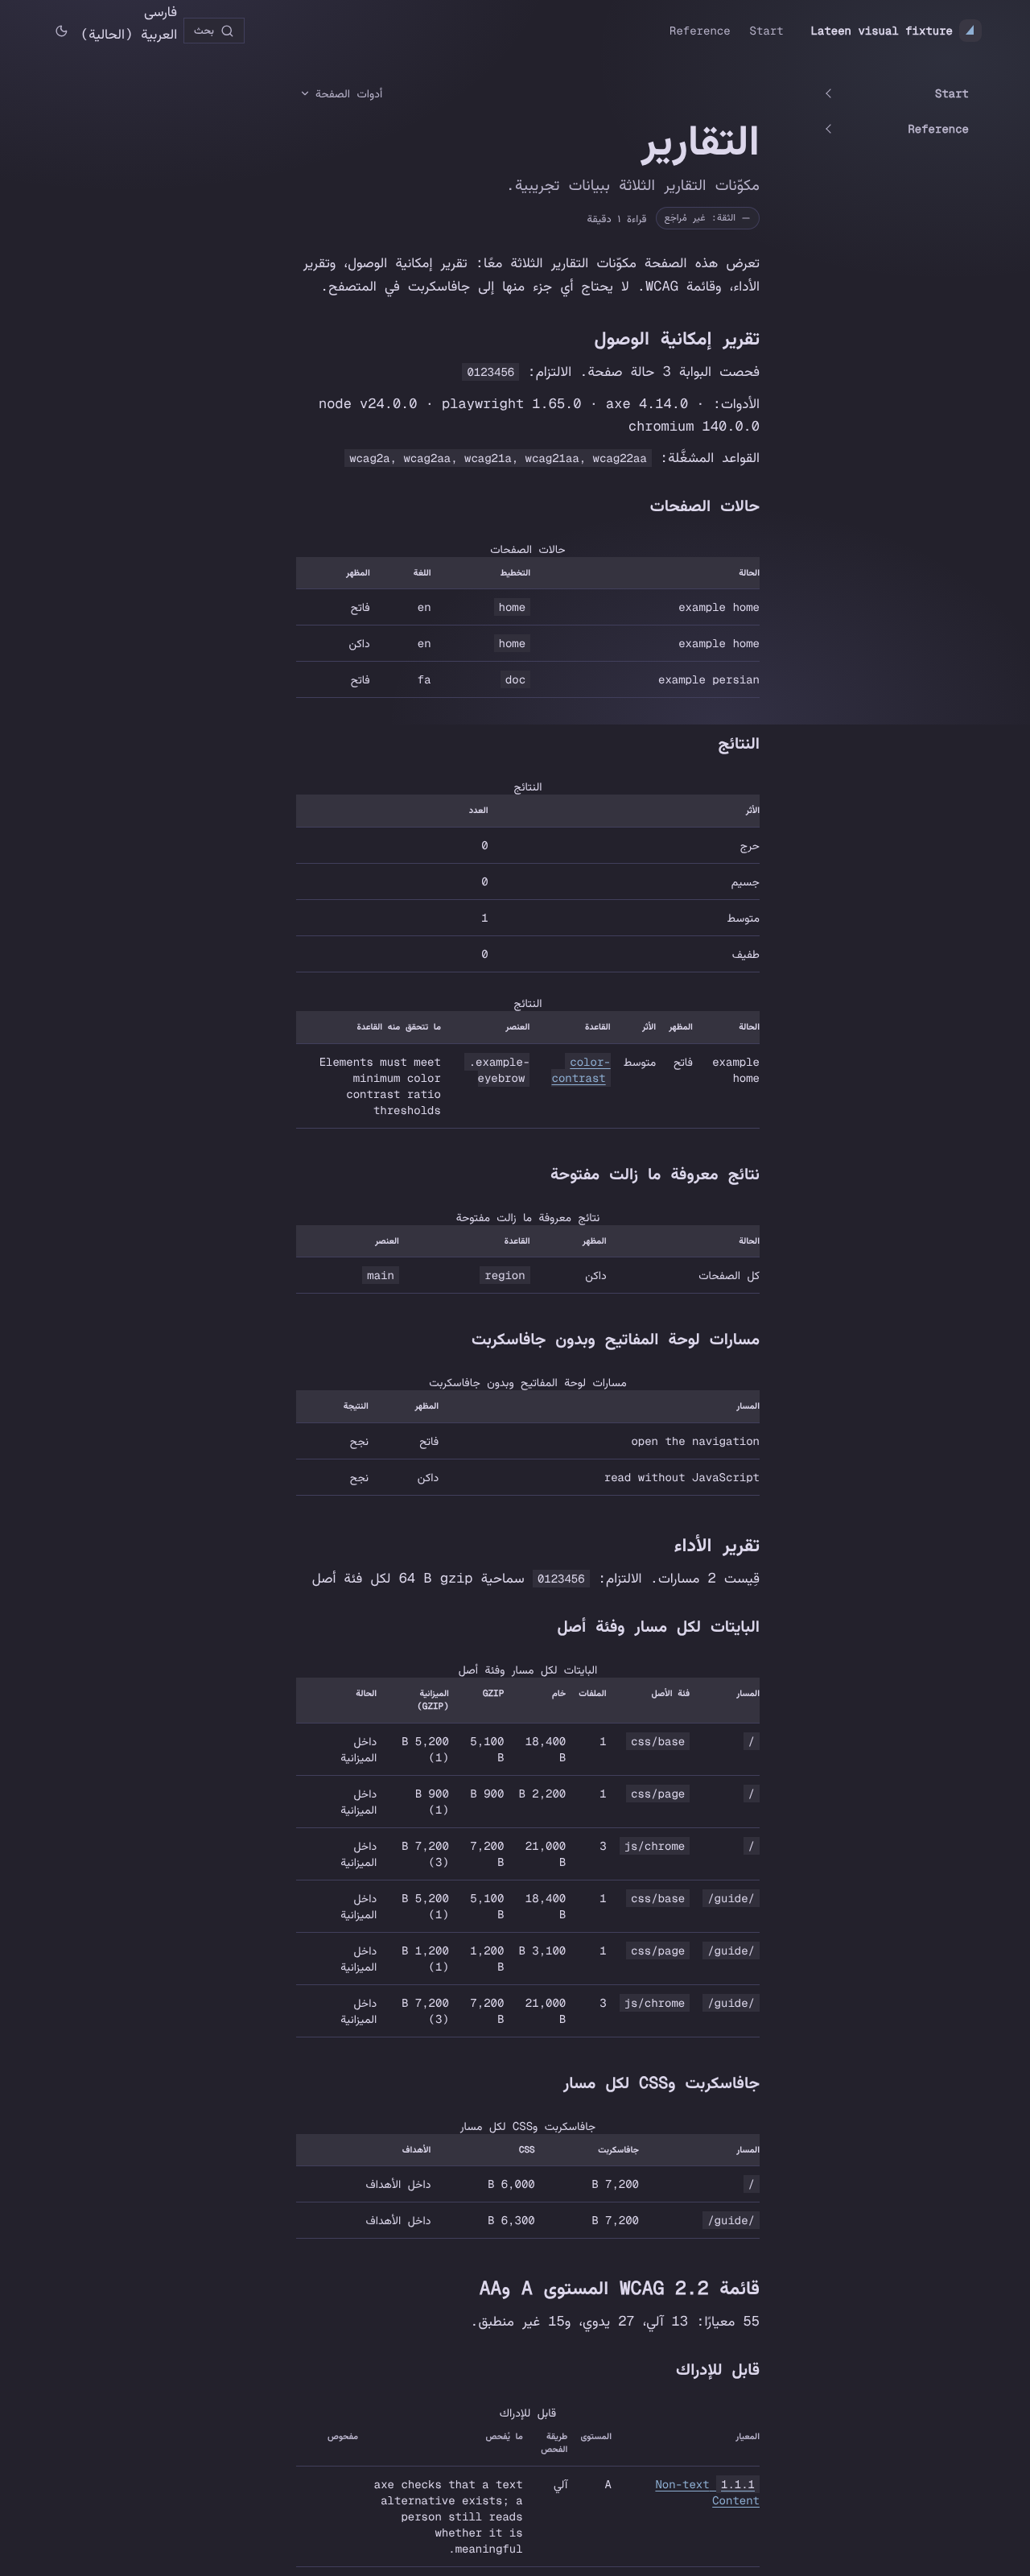 Lateen visual fixture
Start
Reference
بحث
فارسی
العربية (الحالية)
Start
Reference
أدوات الصفحة
التقارير
مكوّنات التقارير الثلاثة ببيانات تجريبية.
— الثقة: غير مُراجَع
قراءة ١ دقيقة
تعرض هذه الصفحة مكوّنات التقارير الثلاثة معًا: تقرير إمكانية الوصول، وتقرير
الأداء، وقائمة WCAG. لا يحتاج أي جزء منها إلى جافاسكربت في المتصفح.
تقرير إمكانية الوصول
فحصت البوابة 3 حالة صفحة. الالتزام: 0123456
الأدوات: node v24.0.0 · playwright 1.65.0 · axe 4.14.0 ·
chromium 140.0.0
القواعد المشغَّلة: wcag2a, wcag2aa, wcag21a, wcag21aa, wcag22aa
حالات الصفحات
حالات الصفحات
الحالة التخطيط اللغة المظهر
example home home en فاتح
example home home en داكن
example persian doc fa فاتح
النتائج
النتائج
الأثر العدد
حرج 0
جسيم 0
متوسط 1
طفيف 0
النتائج
الحالة المظهر الأثر القاعدة العنصر ما تتحقق منه القاعدة
example home فاتح متوسط color-contrast .example-eyebrow Elements must meet
minimum color
contrast ratio
thresholds
نتائج معروفة ما زالت مفتوحة
نتائج معروفة ما زالت مفتوحة
الحالة المظهر القاعدة العنصر
كل الصفحات داكن region main
مسارات لوحة المفاتيح وبدون جافاسكربت
مسارات لوحة المفاتيح وبدون جافاسكربت
المسار المظهر النتيجة
open the navigation فاتح نجح
read without JavaScript داكن نجح
تقرير الأداء
قِيست 2 مسارات. الالتزام: 0123456 سماحية 64 B gzip لكل فئة أصل
البايتات لكل مسار وفئة أصل
البايتات لكل مسار وفئة أصل
المسار فئة الأصل الملفات خام GZIP الميزانية (GZIP) الحالة
/ css/base 1 18,400 B 5,100 B 5,200 B (1) داخل الميزانية
/ css/page 1 2,200 B 900 B 900 B (1) داخل الميزانية
/ js/chrome 3 21,000 B 7,200 B 7,200 B (3) داخل الميزانية
/guide/ css/base 1 18,400 B 5,100 B 5,200 B (1) داخل الميزانية
/guide/ css/page 1 3,100 B 1,200 B 1,200 B (1) داخل الميزانية
/guide/ js/chrome 3 21,000 B 7,200 B 7,200 B (3) داخل الميزانية
جافاسكربت وCSS لكل مسار
جافاسكربت وCSS لكل مسار
المسار جافاسكربت CSS الأهداف
/ 7,200 B 6,000 B داخل الأهداف
/guide/ 7,200 B 6,300 B داخل الأهداف
قائمة WCAG 2.2 المستوى A وAA
55 معيارًا: 13 آلي، 27 يدوي، و15 غير منطبق.
قابل للإدراك
قابل للإدراك
المعيار المستوى طريقة الفحص ما يُفحص مفحوص
1.1.1 Non-text Content A آلي axe checks that a text
alternative exists; a
person still reads
whether it is
meaningful.